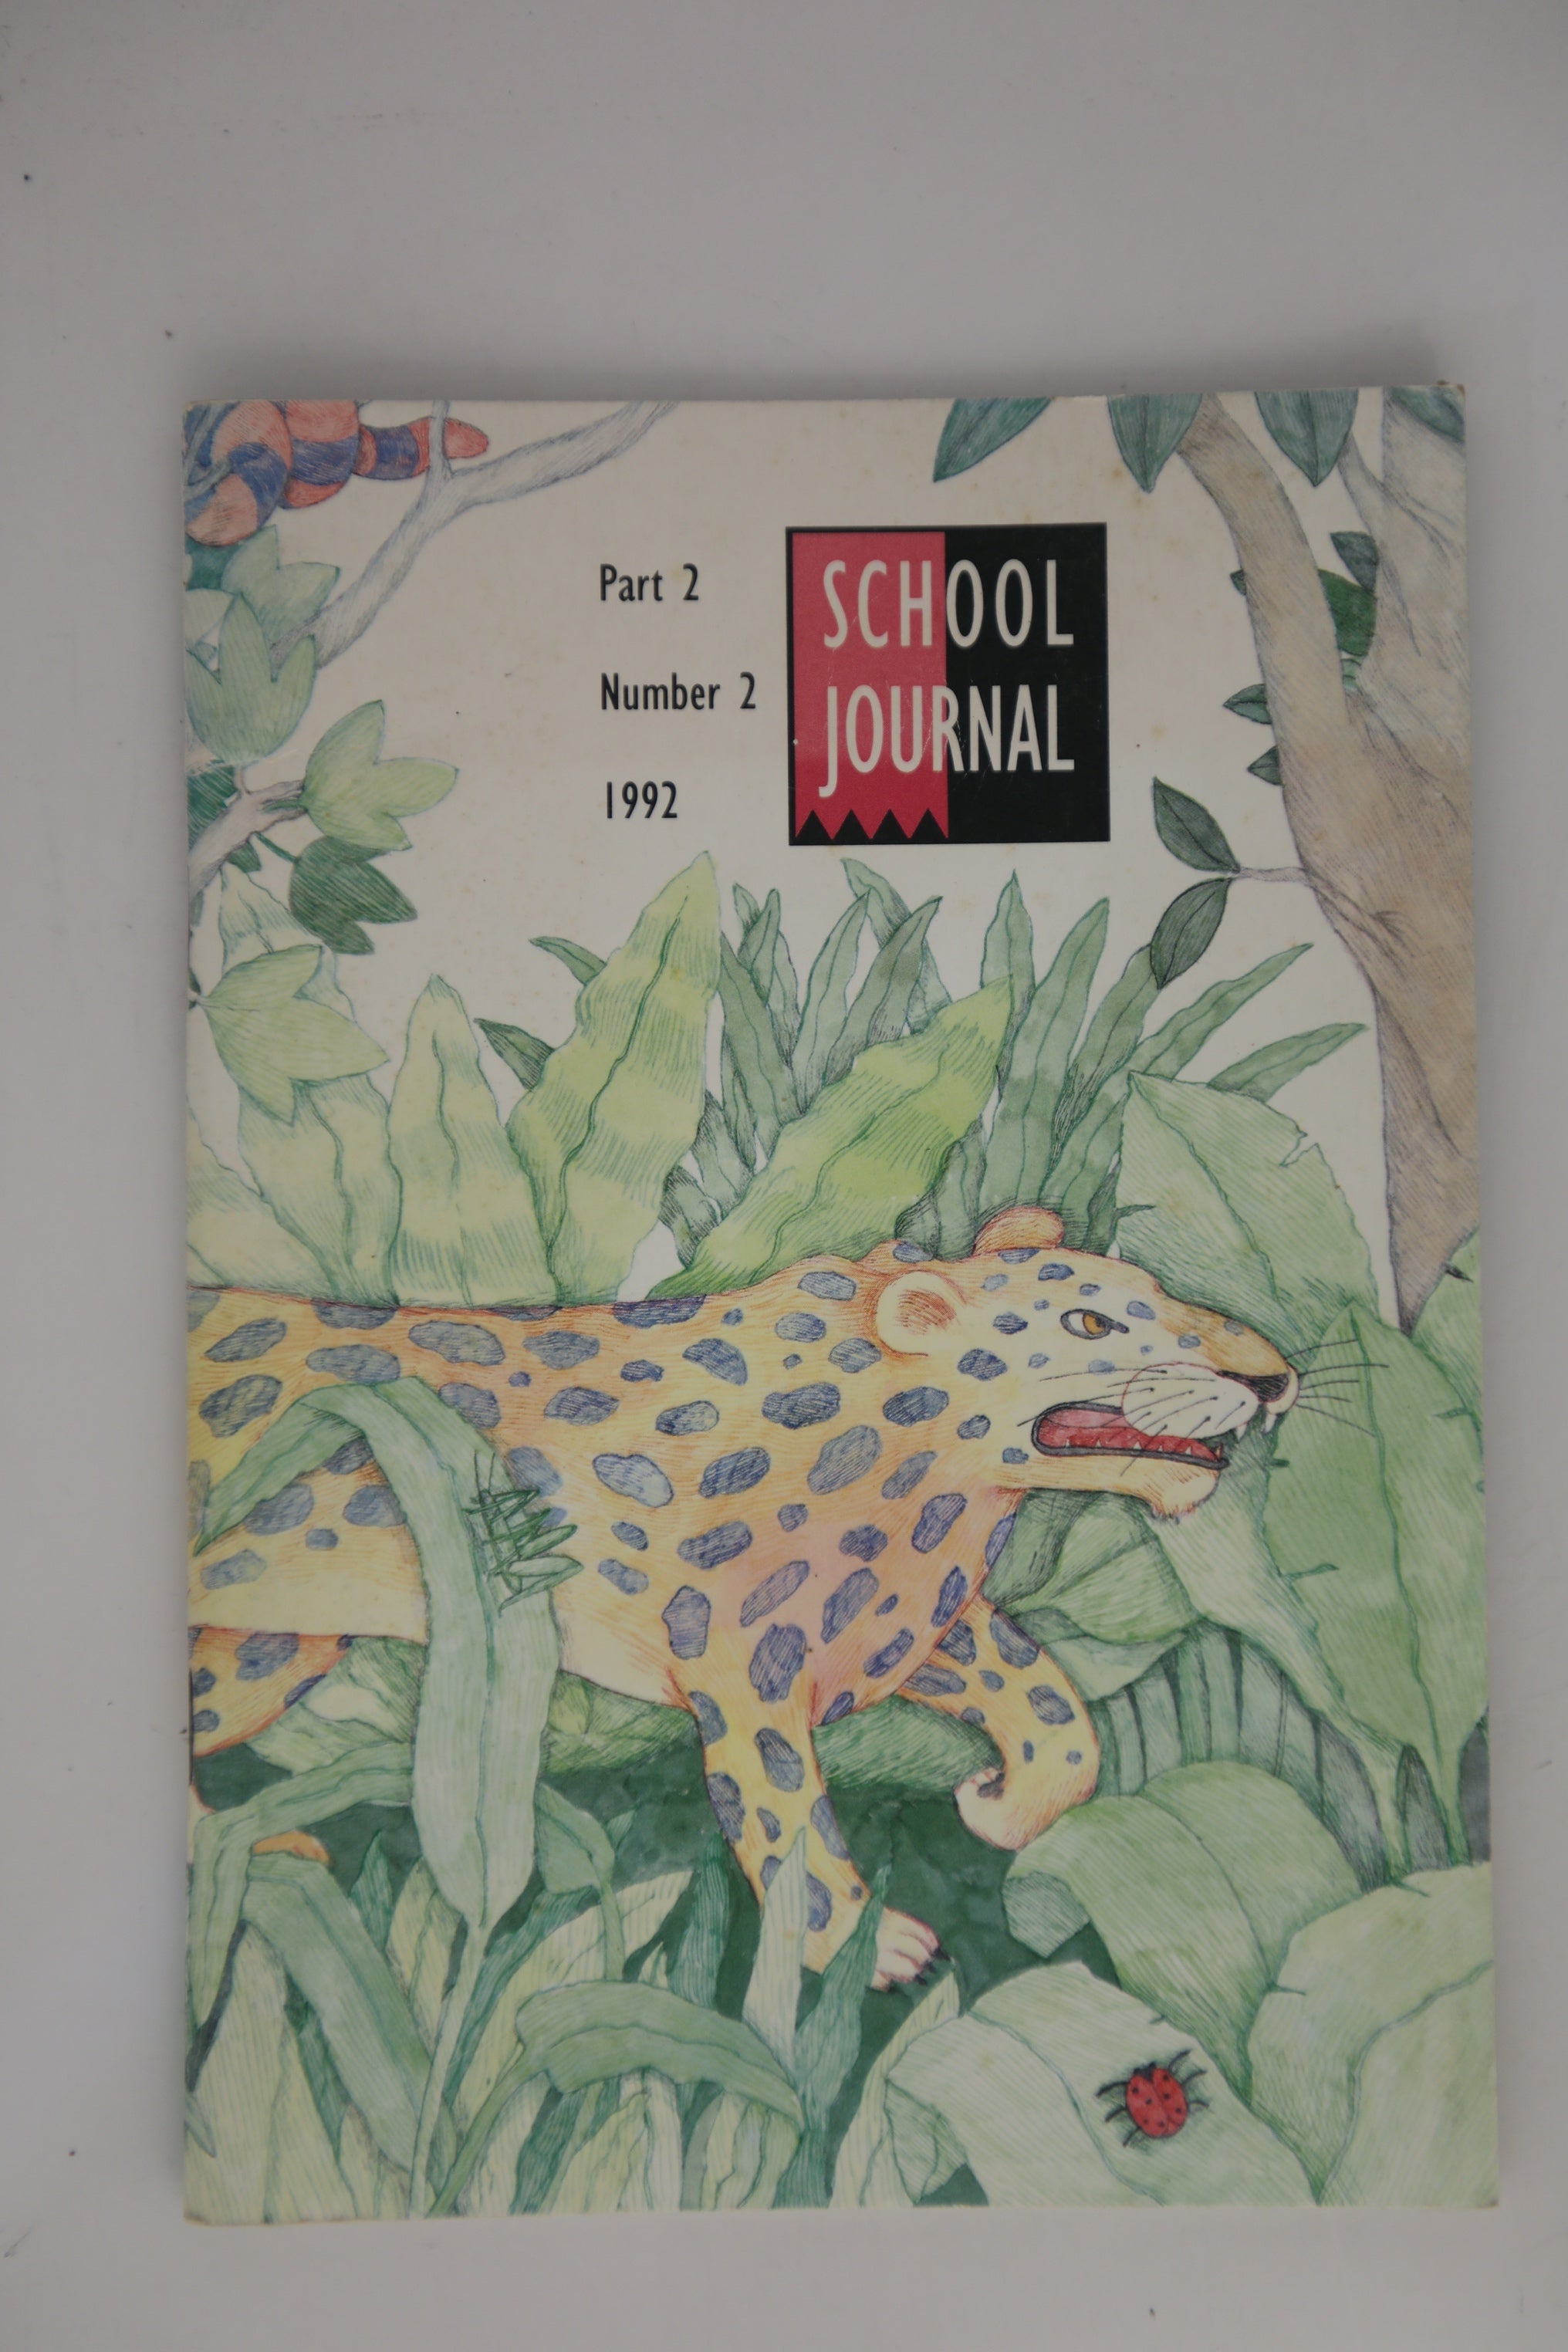 Part 2
Number 2
1992
SCHOOL
JOURNAL